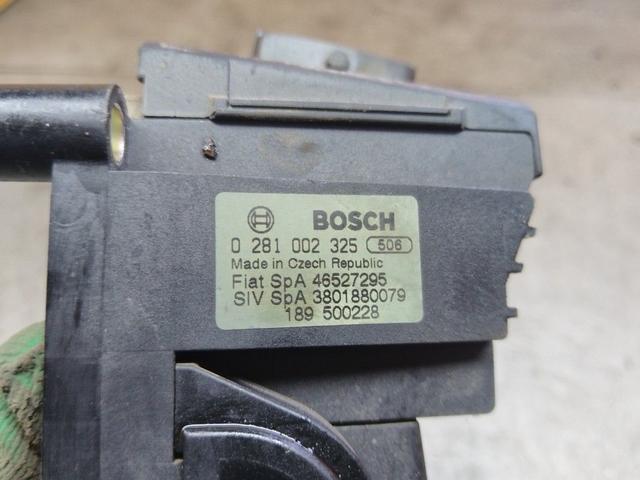 BOSCH
0 281 002 325 506
Made in Czech Republic
Fiat SpA 46527295
SIV SpA 3801880079
189 500228